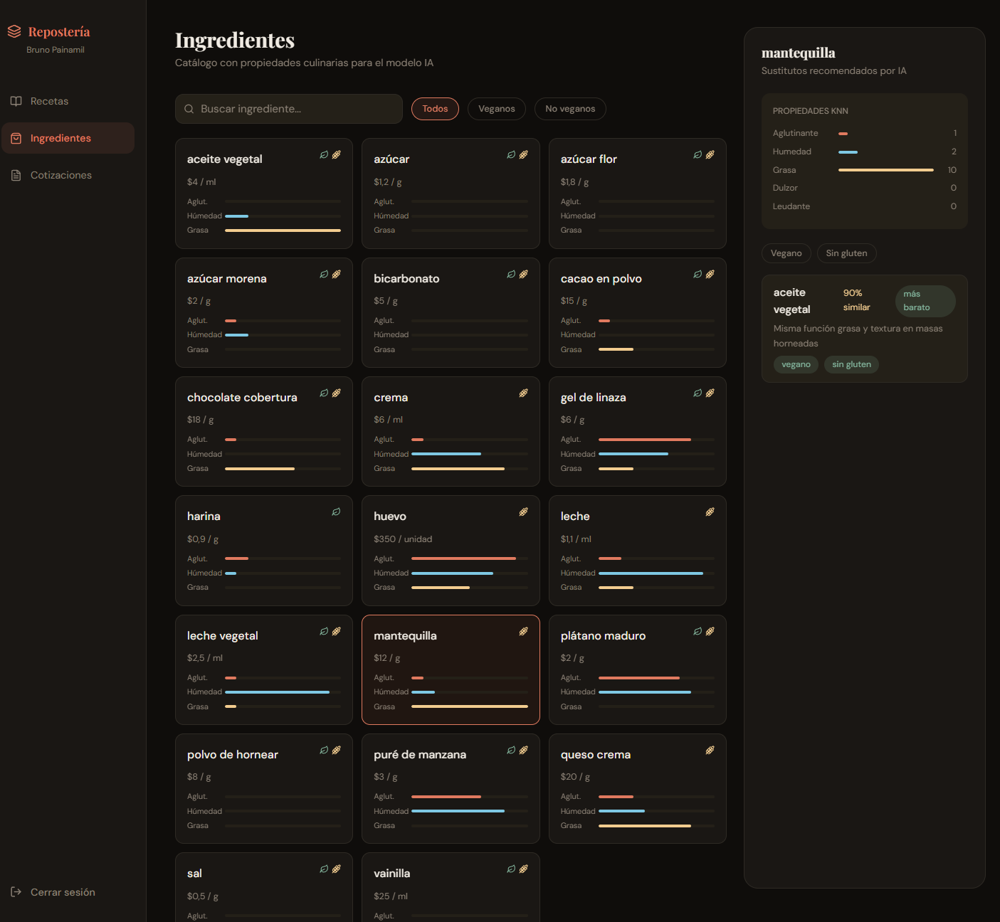 Repostería
Bruno Painamil
Recetas
Ingredientes
Cotizaciones
Cerrar sesión
Ingredientes
Catálogo con propiedades culinarias para el modelo IA
Buscar ingrediente...
Todos
Veganos
No veganos
aceite vegetal
$4 / ml
Aglut.
Húmedad
Grasa
azúcar
$1,2 / g
Aglut.
Húmedad
Grasa
azúcar flor
$1,8 / g
Aglut.
Húmedad
Grasa
azúcar morena
$2 / g
Aglut.
Húmedad
Grasa
bicarbonato
$5 / g
Aglut.
Húmedad
Grasa
cacao en polvo
$15 / g
Aglut.
Húmedad
Grasa
chocolate cobertura
$18 / g
Aglut.
Húmedad
Grasa
crema
$6 / ml
Aglut.
Húmedad
Grasa
gel de linaza
$6 / g
Aglut.
Húmedad
Grasa
harina
$0,9 / g
Aglut.
Húmedad
Grasa
huevo
$350 / unidad
Aglut.
Húmedad
Grasa
leche
$1,1 / ml
Aglut.
Húmedad
Grasa
leche vegetal
$2,5 / ml
Aglut.
Húmedad
Grasa
mantequilla
$12 / g
Aglut.
Húmedad
Grasa
plátano maduro
$2 / g
Aglut.
Húmedad
Grasa
polvo de hornear
$8 / g
Aglut.
Húmedad
Grasa
puré de manzana
$3 / g
Aglut.
Húmedad
Grasa
queso crema
$20 / g
Aglut.
Húmedad
Grasa
sal
$0,5 / g
Aglut.
vainilla
$25 / ml
Aglut.
mantequilla
Sustitutos recomendados por IA
PROPIEDADES KNN
Aglutinante 1
Humedad 2
Grasa 10
Dulzor 0
Leudante 0
Vegano
Sin gluten
aceite
vegetal
90%
similar
más
barato
Misma función grasa y textura en masas
horneadas
vegano
sin gluten